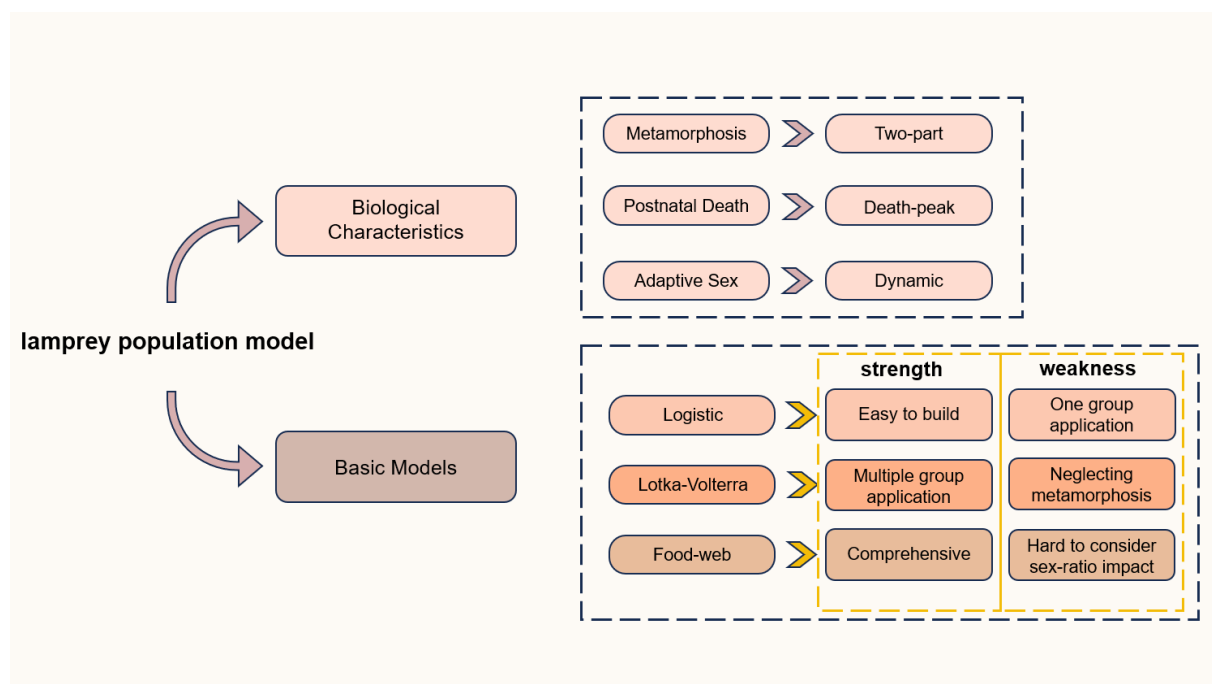 lamprey population model
Biological
Characteristics
Metamorphosis
Two-part
Postnatal Death
Death-peak
Adaptive Sex
Dynamic
Basic Models
strength
weakness
Logistic
Easy to build
One group
application
Lotka-Volterra
Multiple group
application
Neglecting
metamorphosis
Food-web
Comprehensive
Hard to consider
sex-ratio impact